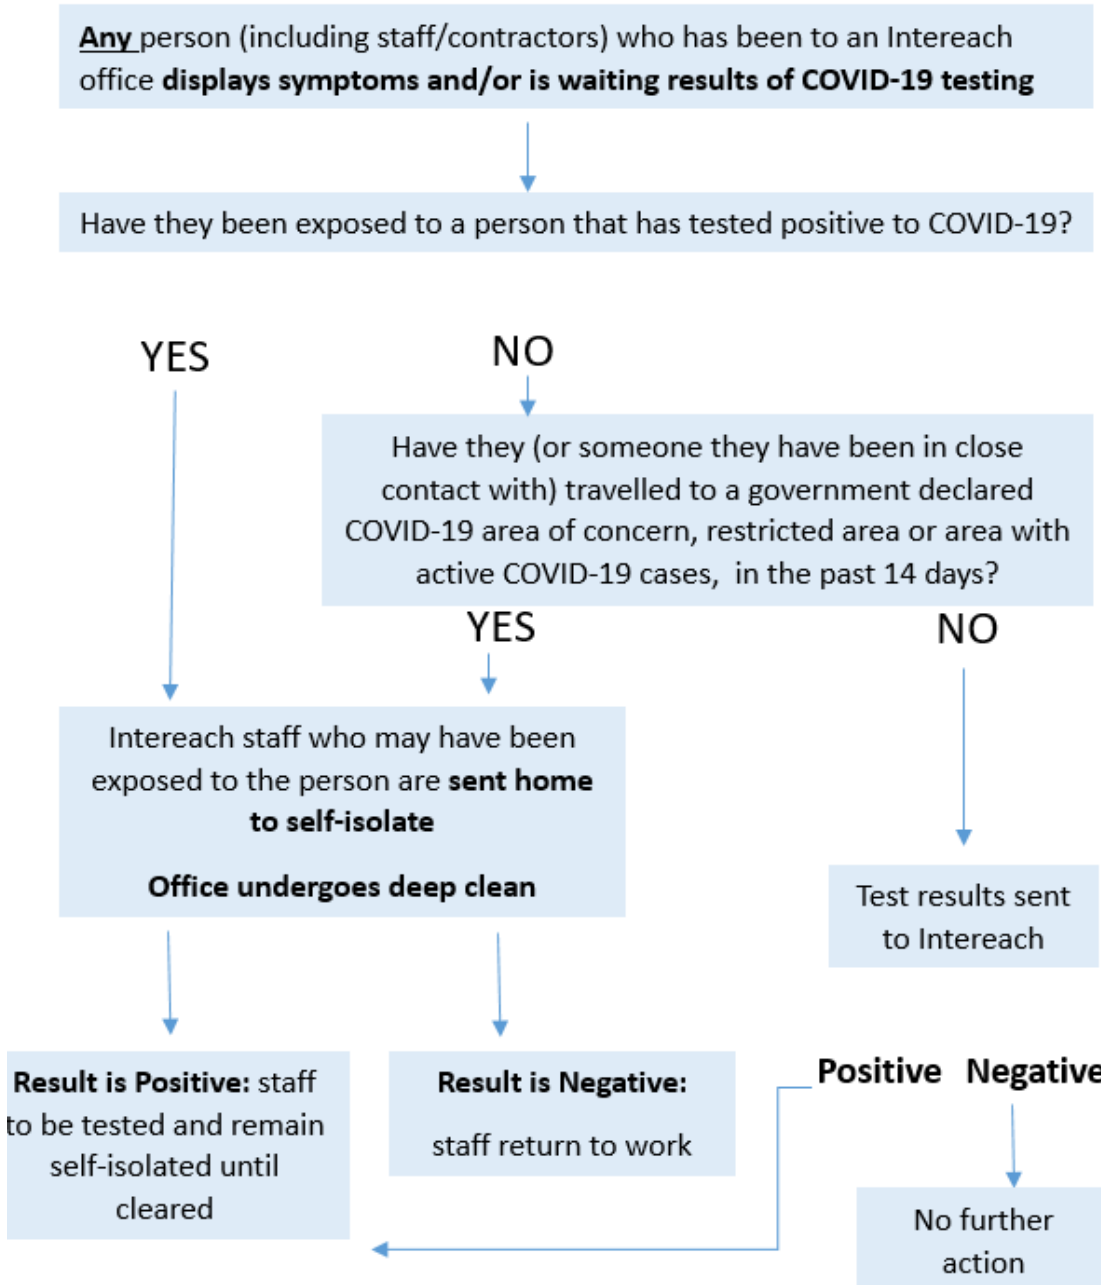 Any person (including staff/contractors) who has been to an Intereach
office displays symptoms and/or is waiting results of COVID-19 testing
Have they been exposed to a person that has tested positive to COVID-19?
YES
NO
Have they (or someone they have been in close
contact with) travelled to a government declared
COVID-19 area of concern, restricted area or area with
active COVID-19 cases,  in the past 14 days?
YES
NO
Intereach staff who may have been
exposed to the person are sent home
to self-isolate
Office undergoes deep clean
Test results sent
to Intereach
Result is Positive: staff
to be tested and remain
self-isolated until
cleared
Result is Negative:
staff return to work
Positive Negative
No further
action